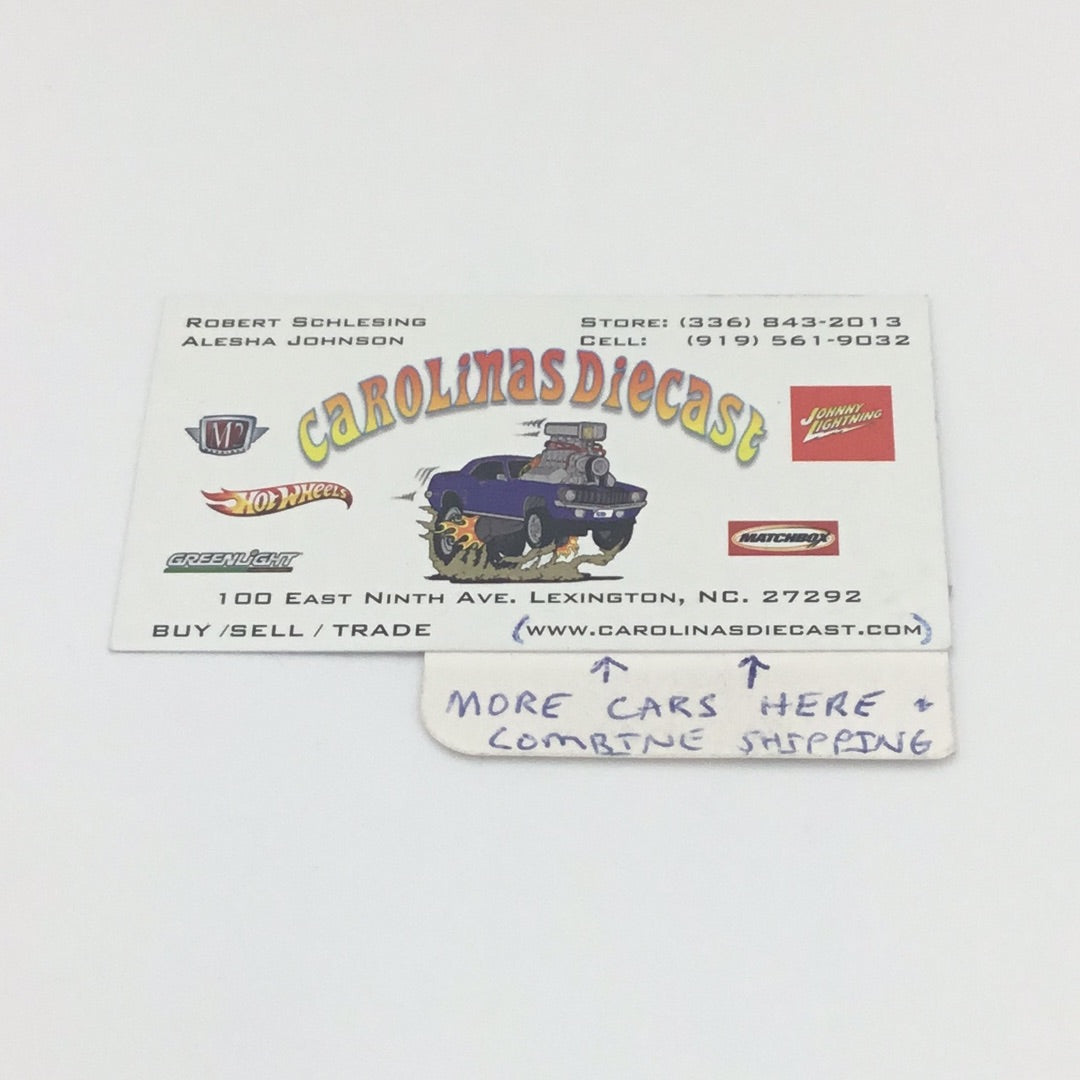 ROBERT SCHLESING
ALESHA JOHNSON
STORE: (336) 843-2013
CELL: (919) 561-9032
CAROLINAS DIECAST
M2
HOT WHEELS
GREENLIGHT
JOHNNY
LIGHTNING
MATCHBOX
100 EAST NINTH AVE. LEXINGTON, NC. 27292
BUY /SELL / TRADE
(WWW.CAROLINASDIECAST.COM)
↑ ↑
MORE CARS HERE +
COMBINE SHIPPING